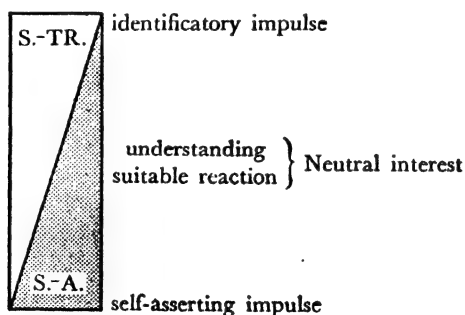 S.-TR.
identificatory impulse
understanding
suitable reaction
Neutral interest
S.-A.
self-asserting impulse